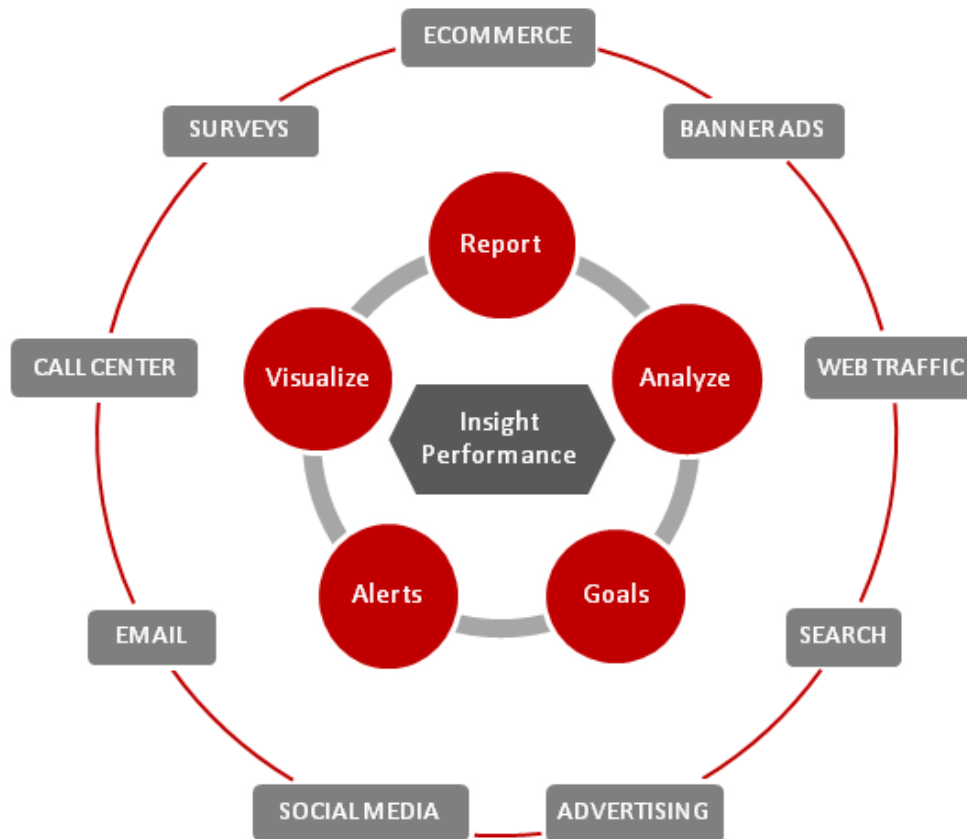 ECOMMERCE
SURVEYS
BANNER ADS
Report
Visualize
Analyze
CALL CENTER
WEB TRAFFIC
Insight
Performance
Alerts
Goals
EMAIL
SEARCH
SOCIAL MEDIA
ADVERTISING